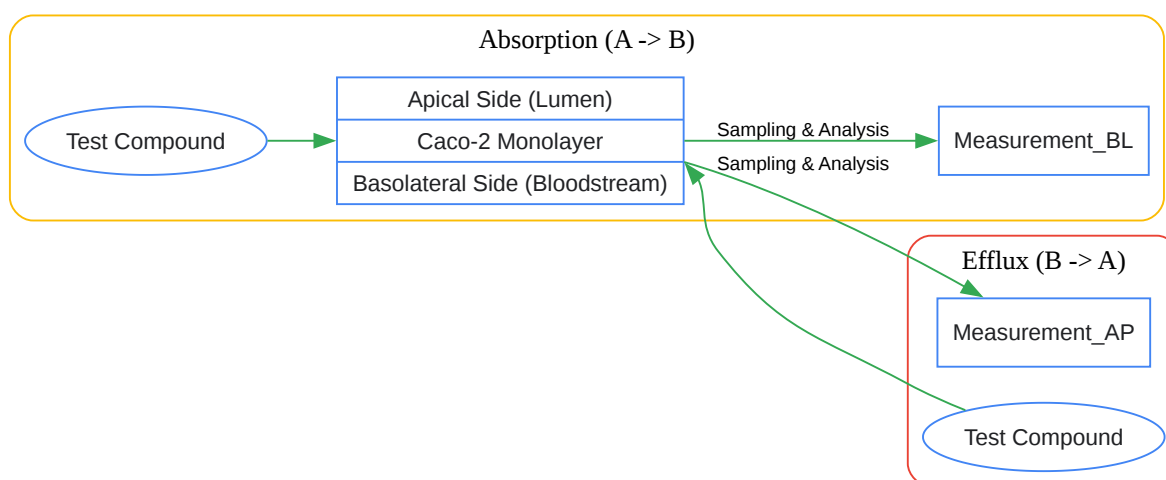 Absorption (A -> B)
Test Compound
Apical Side (Lumen)
Caco-2 Monolayer
Basolateral Side (Bloodstream)
Sampling & Analysis
Sampling & Analysis
Measurement_BL
Efflux (B -> A)
Measurement_AP
Test Compound